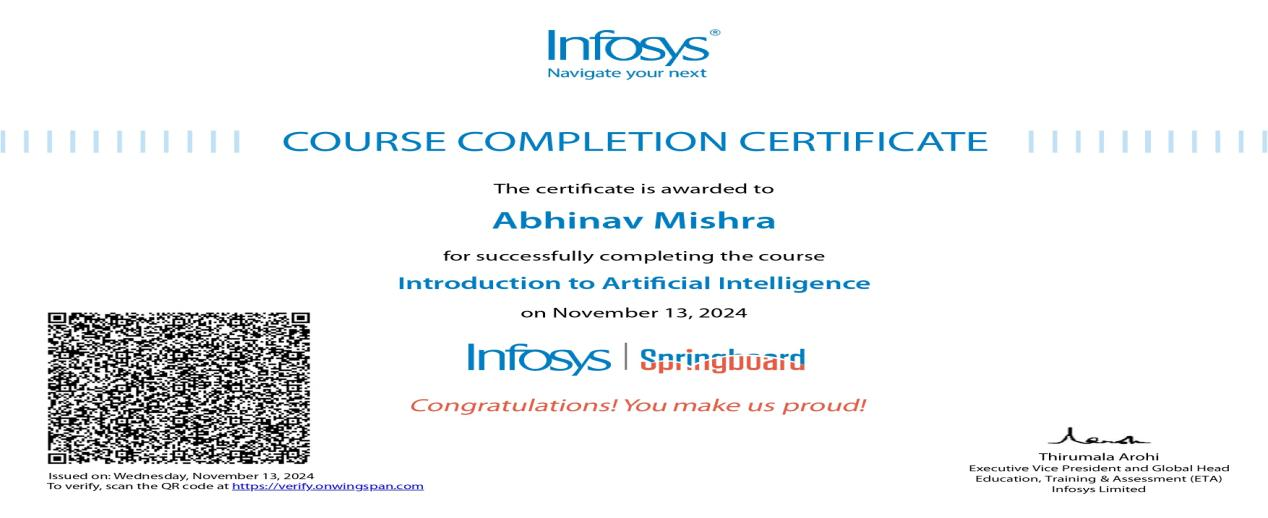 Infosys®
Navigate your next
COURSE COMPLETION CERTIFICATE
The certificate is awarded to
Abhinav Mishra
for successfully completing the course
Introduction to Artificial Intelligence
on November 13, 2024
Infosys | Springboard
Congratulations! You make us proud!
Issued on: Wednesday, November 13, 2024
To verify, scan the QR code at https://verify.onwingspan.com
Thirumala Arohi
Executive Vice President and Global Head
Education, Training & Assessment (ETA)
Infosys Limited